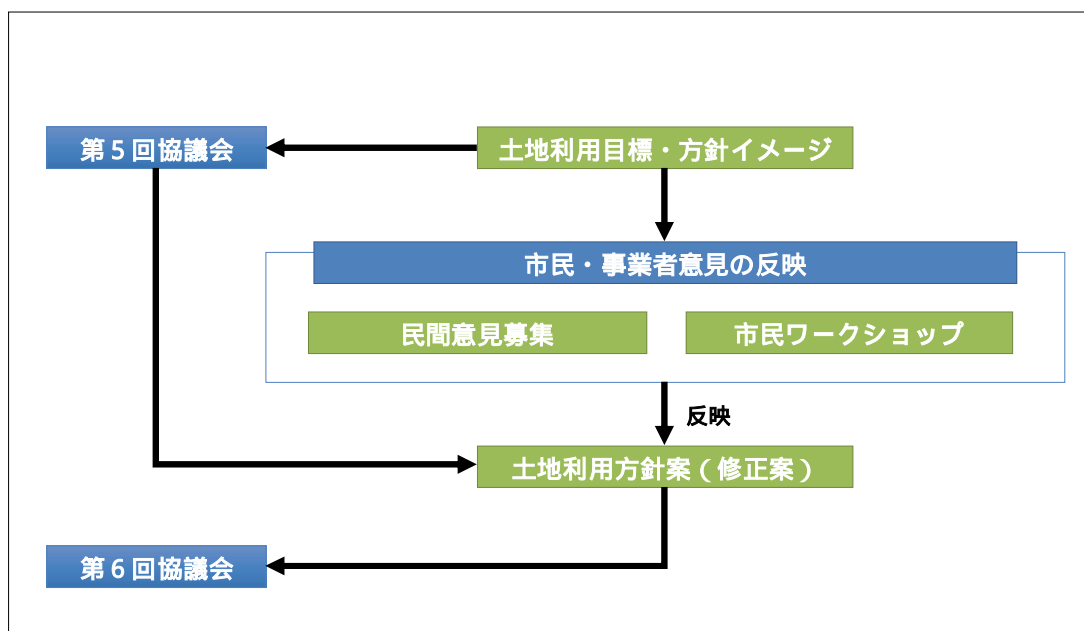 第5回協議会
土地利用目標・方針イメージ
市民・事業者意見の反映
民間意見募集
市民ワークショップ
反映
土地利用方針案(修正案)
第6回協議会